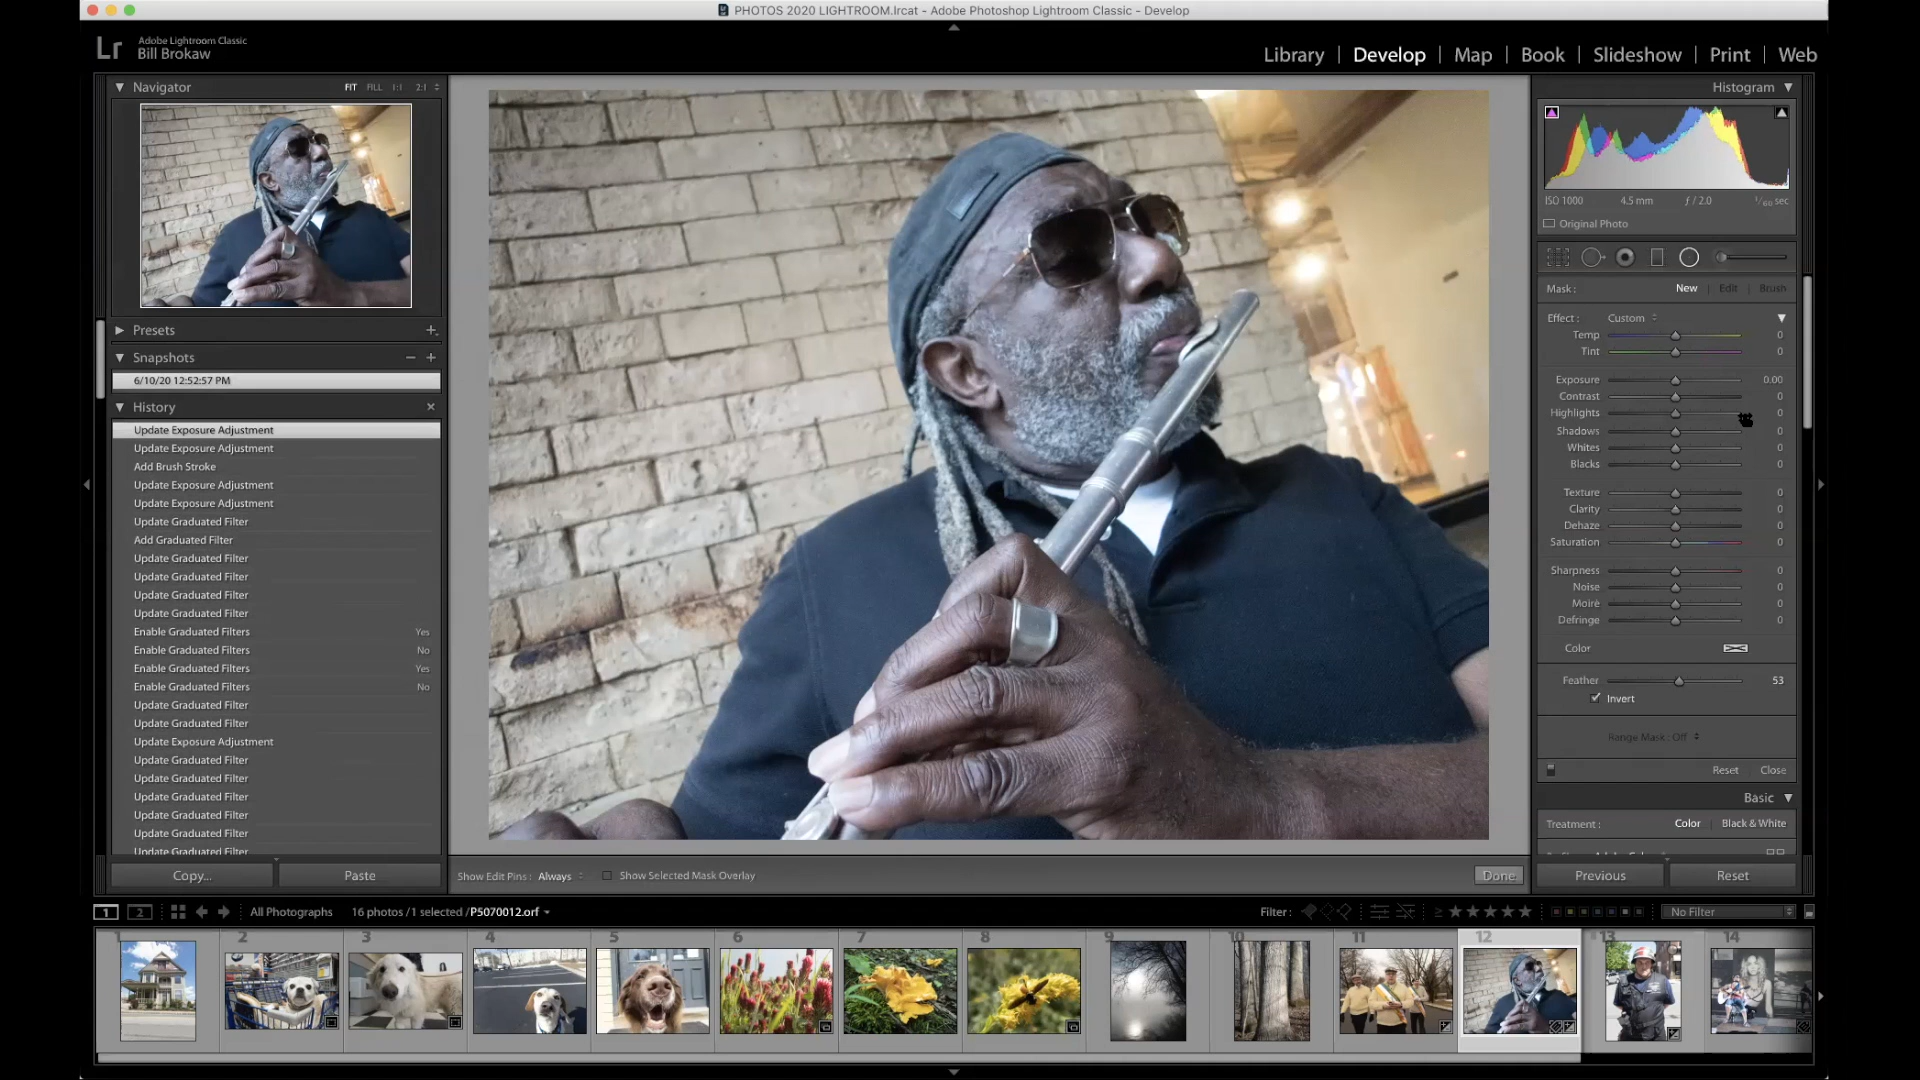 PHOTOS 2020 LIGHTROOM.lrcat - Adobe Photoshop Lightroom Classic - Develop
Lr
Adobe Lightroom Classic
Bill Brokaw
Library | Develop | Map | Book | Slideshow | Print | Web
Navigator FIT FILL 1:1 2:1
Presets
Snapshots
6/10/20 12:52:57 PM
History
Update Exposure Adjustment
Update Exposure Adjustment
Add Brush Stroke
Update Exposure Adjustment
Update Exposure Adjustment
Update Graduated Filter
Add Graduated Filter
Update Graduated Filter
Update Graduated Filter
Update Graduated Filter
Update Graduated Filter
Enable Graduated Filters Yes
Enable Graduated Filters No
Enable Graduated Filters Yes
Enable Graduated Filters No
Update Graduated Filter
Update Graduated Filter
Update Exposure Adjustment
Update Graduated Filter
Update Graduated Filter
Update Graduated Filter
Update Graduated Filter
Update Graduated Filter
Update Graduated Filter
Copy... Paste
Show Edit Pins : Always Show Selected Mask Overlay Done
Histogram
ISO 1000 4.5 mm ƒ / 2.0 1/60 sec
Original Photo
Mask : New | Edit | Brush
Effect : Custom
Temp 0
Tint 0
Exposure 0.00
Contrast 0
Highlights 0
Shadows 0
Whites 0
Blacks 0
Texture 0
Clarity 0
Dehaze 0
Saturation 0
Sharpness 0
Noise 0
Moiré 0
Defringe 0
Color
Feather 53
Invert
Range Mask : Off
Reset Close
Basic
Treatment : Color | Black & White
Previous Reset
1 2 All Photographs 16 photos / 1 selected / P5070012.orf Filter : ≥ ★★★★★ No Filter
1 2 3 4 5 6 7 8 9 10 11 12 13 14